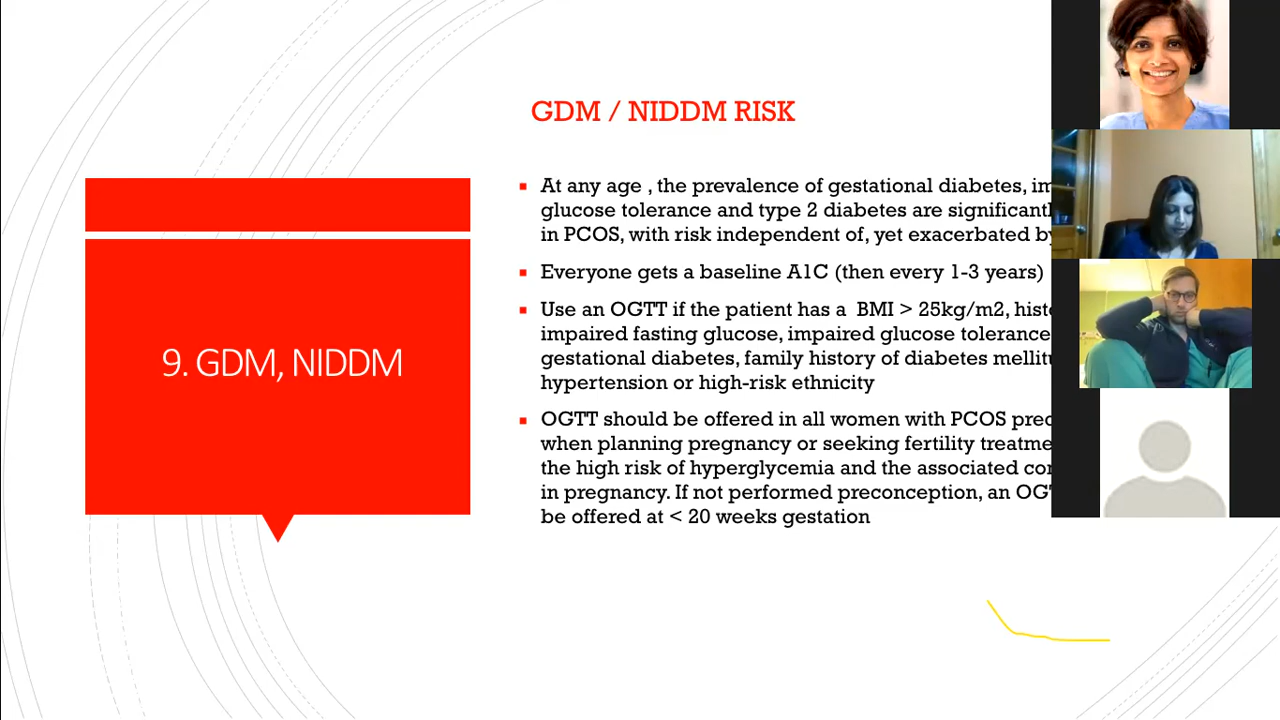 GDM / NIDDM RISK
9. GDM, NIDDM
At any age , the prevalence of gestational diabetes,
glucose tolerance and type 2 diabetes are
in PCOS, with risk independent of, yet exacerbated
Everyone gets a baseline A1C (then every 1-3 years)
Use an OGTT if the patient has a BMI > 25kg/m2,
impaired fasting glucose, impaired glucose tolerance
gestational diabetes, family history of diabetes
hypertension or high-risk ethnicity
OGTT should be offered in all women with PCOS
when planning pregnancy or seeking fertility
the high risk of hyperglycemia and the associated
in pregnancy. If not performed preconception, an
be offered at < 20 weeks gestation